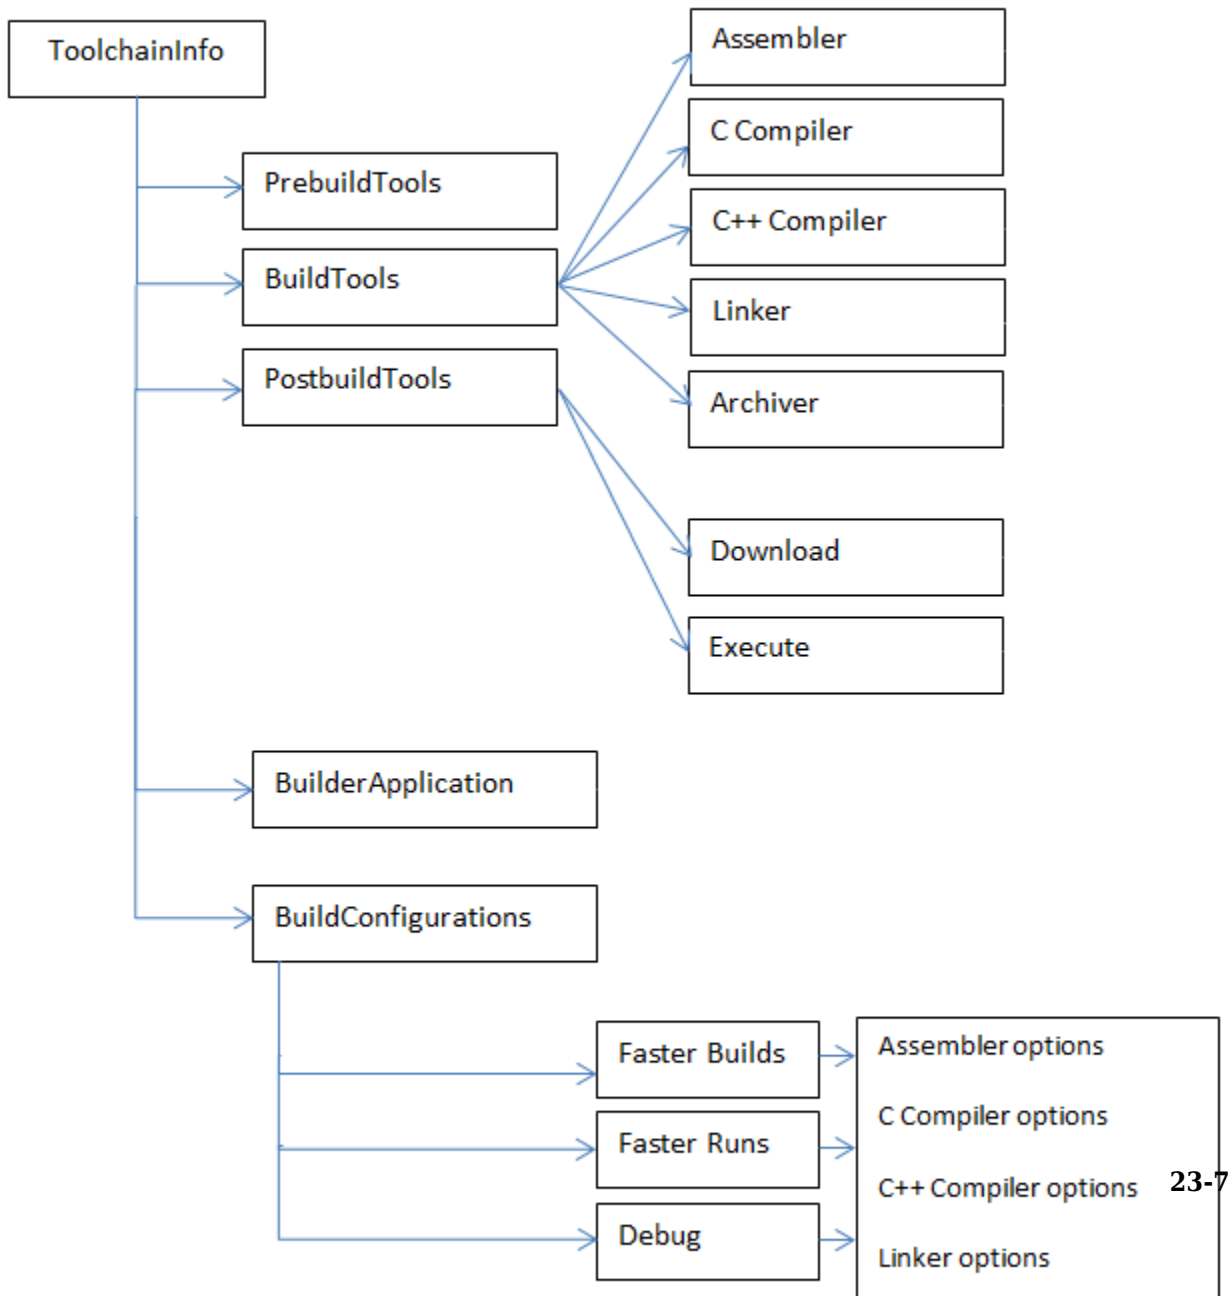 ToolchainInfo
PrebuildTools
BuildTools
PostbuildTools
Assembler
C Compiler
C++ Compiler
Linker
Archiver
Download
Execute
BuilderApplication
BuildConfigurations
Faster Builds
Faster Runs
Debug
Assembler options
C Compiler options
C++ Compiler options
Linker options
23-7